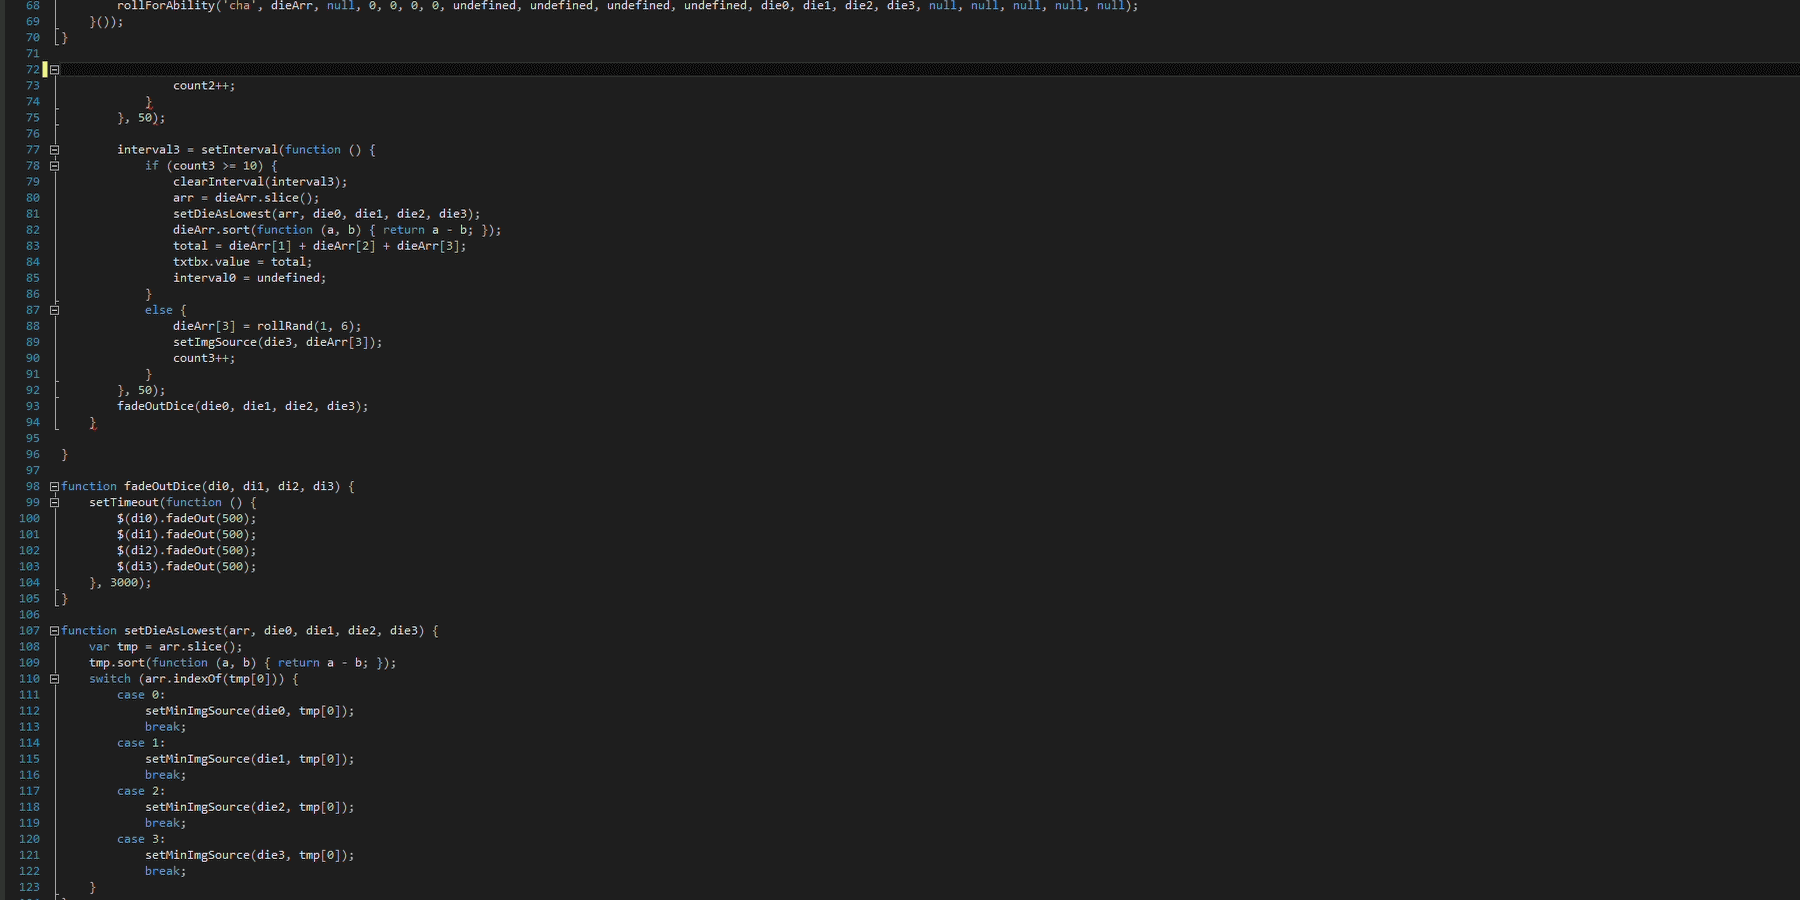 68 rollForAbility('cha', dieArr, null, 0, 0, 0, 0, undefined, undefined, undefined, undefined, die0, die1, die2, die3, null, null, null, null, null);
69 }());
70 }
71
72
73 count2++;
74 }
75 }, 50);
76
77 interval3 = setInterval(function () {
78 if (count3 >= 10) {
79 clearInterval(interval3);
80 arr = dieArr.slice();
81 setDieAsLowest(arr, die0, die1, die2, die3);
82 dieArr.sort(function (a, b) { return a - b; });
83 total = dieArr[1] + dieArr[2] + dieArr[3];
84 txtbx.value = total;
85 interval0 = undefined;
86 }
87 else {
88 dieArr[3] = rollRand(1, 6);
89 setImgSource(die3, dieArr[3]);
90 count3++;
91 }
92 }, 50);
93 fadeOutDice(die0, die1, die2, die3);
94 }
95
96 }
97
98 function fadeOutDice(di0, di1, di2, di3) {
99 setTimeout(function () {
100 $(di0).fadeOut(500);
101 $(di1).fadeOut(500);
102 $(di2).fadeOut(500);
103 $(di3).fadeOut(500);
104 }, 3000);
105 }
106
107 function setDieAsLowest(arr, die0, die1, die2, die3) {
108 var tmp = arr.slice();
109 tmp.sort(function (a, b) { return a - b; });
110 switch (arr.indexOf(tmp[0])) {
111 case 0:
112 setMinImgSource(die0, tmp[0]);
113 break;
114 case 1:
115 setMinImgSource(die1, tmp[0]);
116 break;
117 case 2:
118 setMinImgSource(die2, tmp[0]);
119 break;
120 case 3:
121 setMinImgSource(die3, tmp[0]);
122 break;
123 }